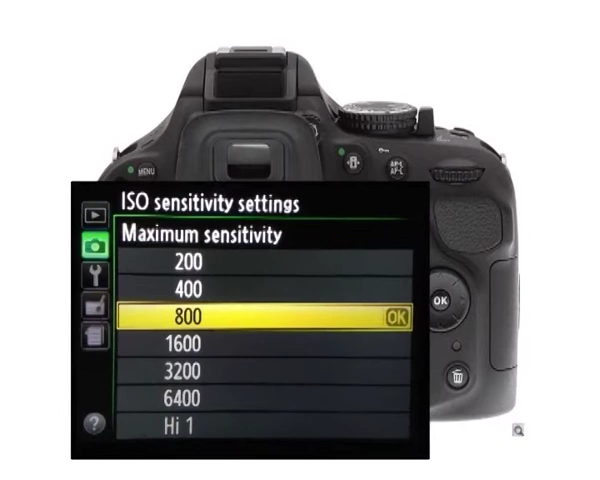 MENU
AE-L
AF-L
ISO sensitivity settings
Maximum sensitivity
200
400
800 OK
1600
3200
6400
Hi 1
?
OK